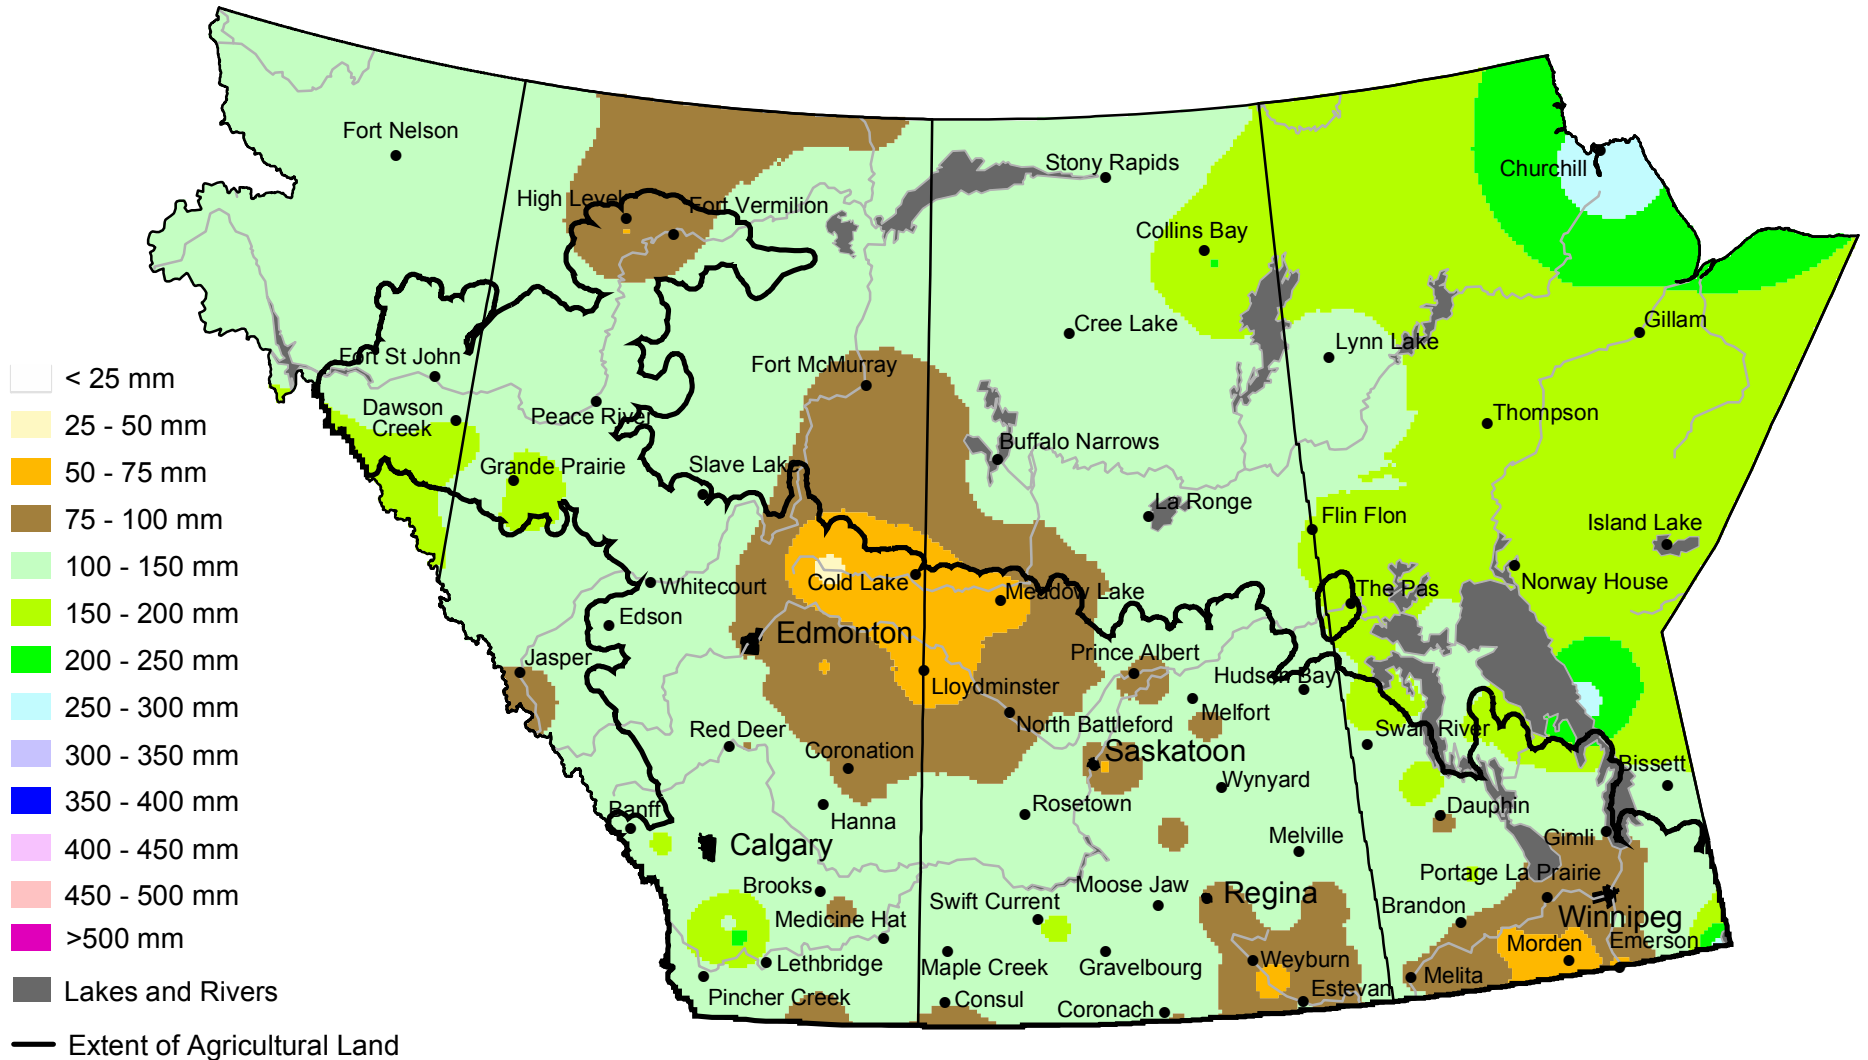 Fort Nelson
Stony Rapids
Churchill
High Level
Fort Vermilion
Collins Bay
Gillam
Cree Lake
Lynn Lake
Fort St John
Fort McMurray
< 25 mm
25 - 50 mm
50 - 75 mm
75 - 100 mm
100 - 150 mm
150 - 200 mm
200 - 250 mm
250 - 300 mm
300 - 350 mm
350 - 400 mm
400 - 450 mm
450 - 500 mm
>500 mm
Lakes and Rivers
Extent of Agricultural Land
Dawson
Creek
Peace River
Thompson
Buffalo Narrows
Grande Prairie
Slave Lake
La Ronge
Flin Flon
Island Lake
Whitecourt
Cold Lake
Meadow Lake
The Pas
Norway House
Edson
Edmonton
Jasper
Prince Albert
Hudson Bay
Lloydminster
Melfort
North Battleford
Red Deer
Coronation
Saskatoon
Swan River
Bissett
Wynyard
Banff
Hanna
Rosetown
Dauphin
Calgary
Melville
Gimli
Portage La Prairie
Brooks
Moose Jaw
Regina
Swift Current
Brandon
Winnipeg
Medicine Hat
Morden
Emerson
Lethbridge
Maple Creek
Gravelbourg
Weyburn
Melita
Pincher Creek
Consul
Coronach
Estevan